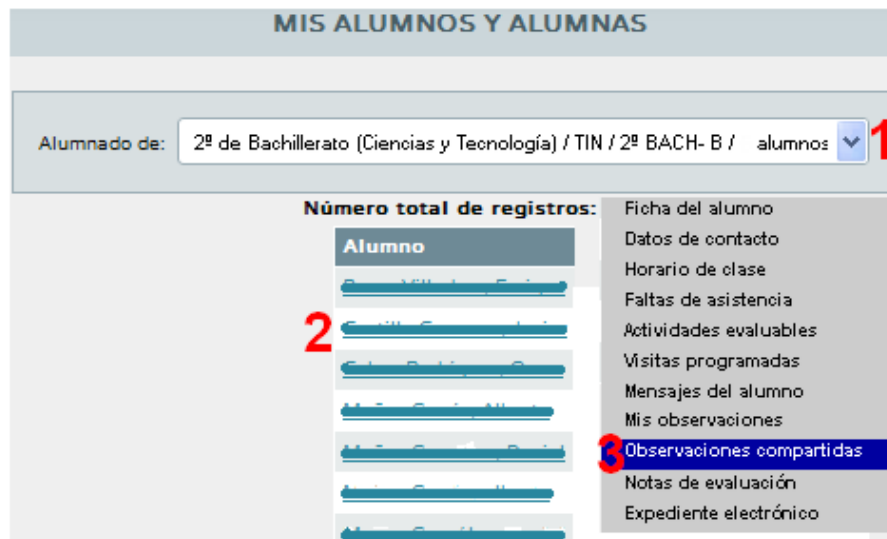 MIS ALUMNOS Y ALUMNAS
Alumnado de: 2º de Bachillerato (Ciencias y Tecnología) / TIN / 2º BACH- B / alumnos 1
Número total de registros:
Alumno
2
Ficha del alumno
Datos de contacto
Horario de clase
Faltas de asistencia
Actividades evaluables
Visitas programadas
Mensajes del alumno
Mis observaciones
3 Observaciones compartidas
Notas de evaluación
Expediente electrónico